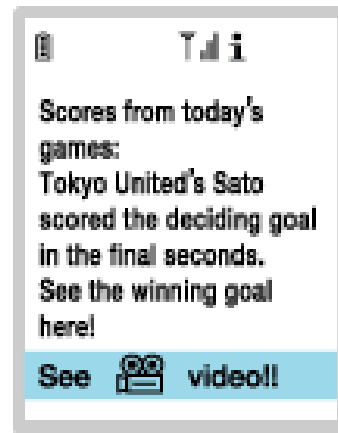 Scores from today's
games:
Tokyo United's Sato
scored the deciding goal
in the final seconds.
See the winning goal
here!
See video!!